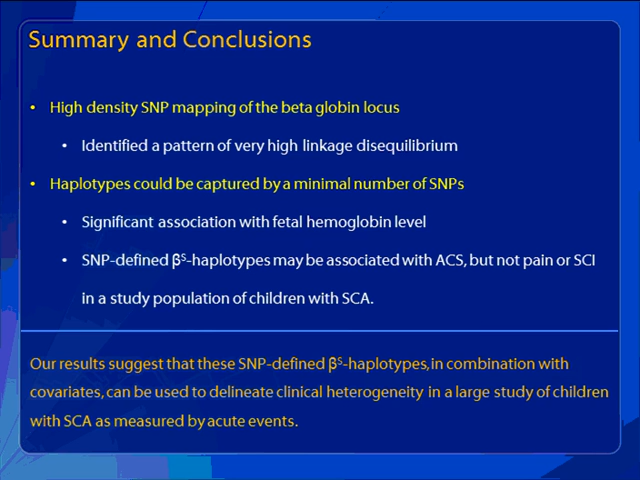 Summary and Conclusions
• High density SNP mapping of the beta globin locus
• Identified a pattern of very high linkage disequilibrium
• Haplotypes could be captured by a minimal number of SNPs
• Significant association with fetal hemoglobin level
• SNP-defined βˢ-haplotypes may be associated with ACS, but not pain or SCI
in a study population of children with SCA.
Our results suggest that these SNP-defined βˢ-haplotypes, in combination with
covariates, can be used to delineate clinical heterogeneity in a large study of children
with SCA as measured by acute events.